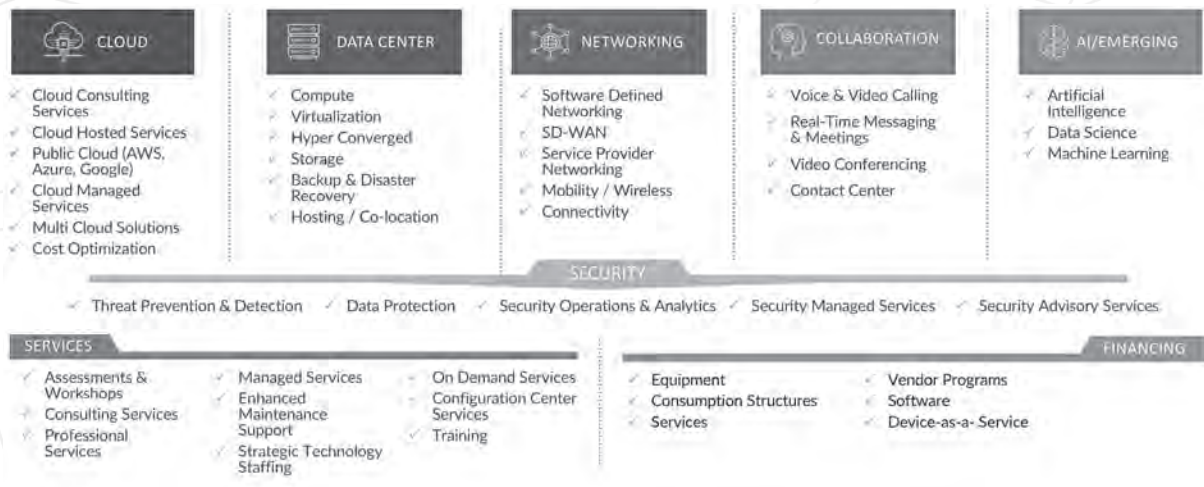 CLOUD
Cloud Consulting
Services
Cloud Hosted Services
Public Cloud (AWS,
Azure, Google)
Cloud Managed
Services
Multi Cloud Solutions
Cost Optimization
DATA CENTER
Compute
Virtualization
Hyper Converged
Storage
Backup & Disaster
Recovery
Hosting / Co-location
NETWORKING
Software Defined
Networking
SD-WAN
Service Provider
Networking
Mobility / Wireless
Connectivity
COLLABORATION
Voice & Video Calling
Real-Time Messaging
& Meetings
Video Conferencing
Contact Center
AI/EMERGING
Artificial
Intelligence
Data Science
Machine Learning
SECURITY
Threat Prevention & Detection
Data Protection
Security Operations & Analytics
Security Managed Services
Security Advisory Services
SERVICES
Assessments &
Workshops
Consulting Services
Professional
Services
Managed Services
Enhanced
Maintenance
Support
Strategic Technology
Staffing
On Demand Services
Configuration Center
Services
Training
FINANCING
Equipment
Consumption Structures
Services
Vendor Programs
Software
Device-as-a- Service